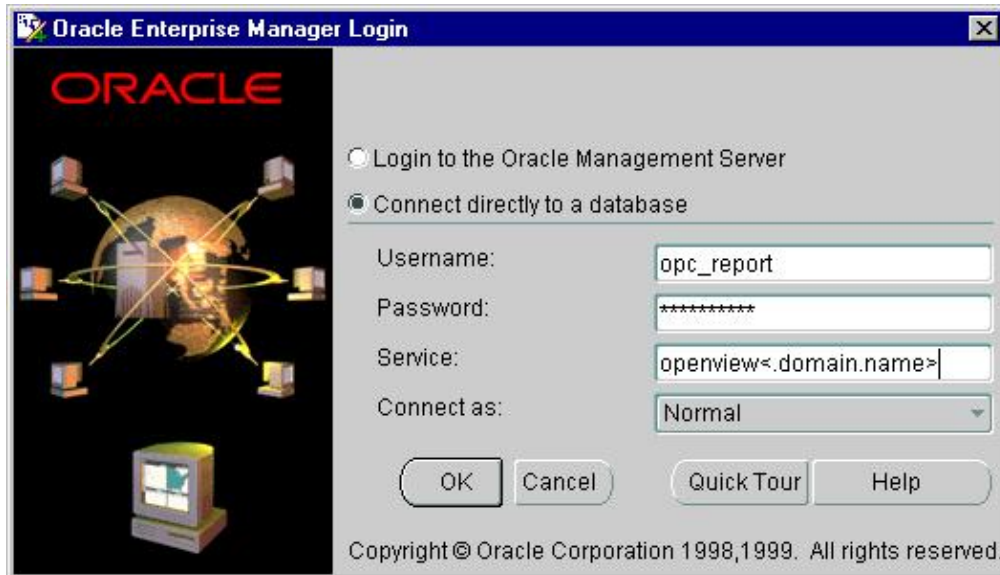 Oracle Enterprise Manager Login
ORACLE
Login to the Oracle Management Server
Connect directly to a database
Username: opc_report
Password: **********
Service: openview<.domain.name>
Connect as: Normal
OK Cancel Quick Tour Help
Copyright © Oracle Corporation 1998,1999. All rights reserved.